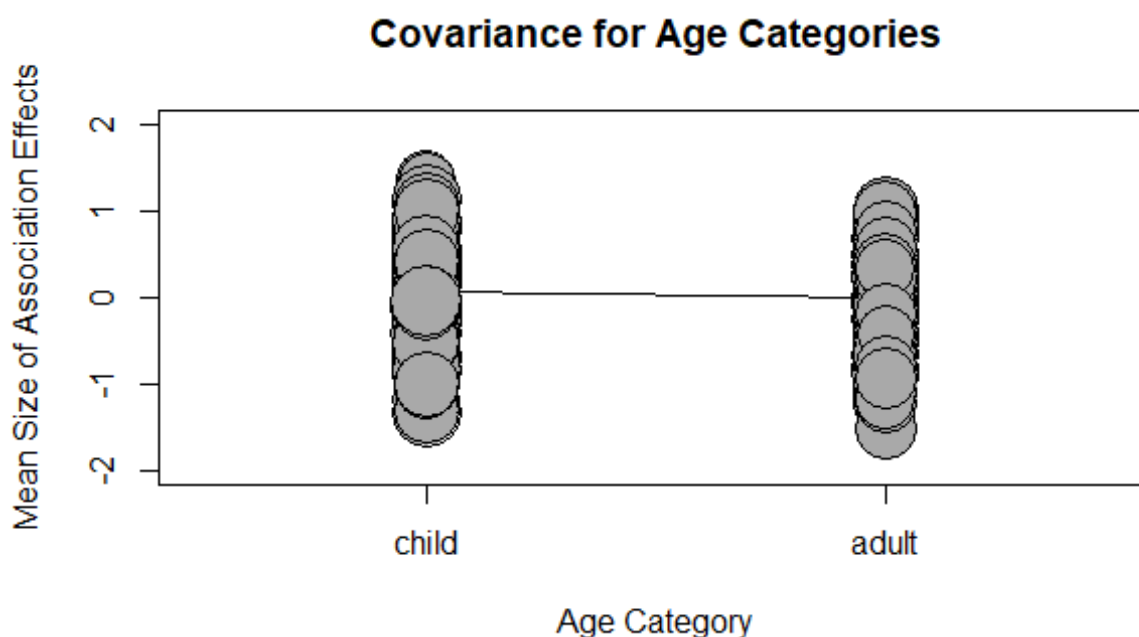 Covariance for Age Categories
Mean Size of Association Effects
2
1
0
-1
-2
child adult
Age Category